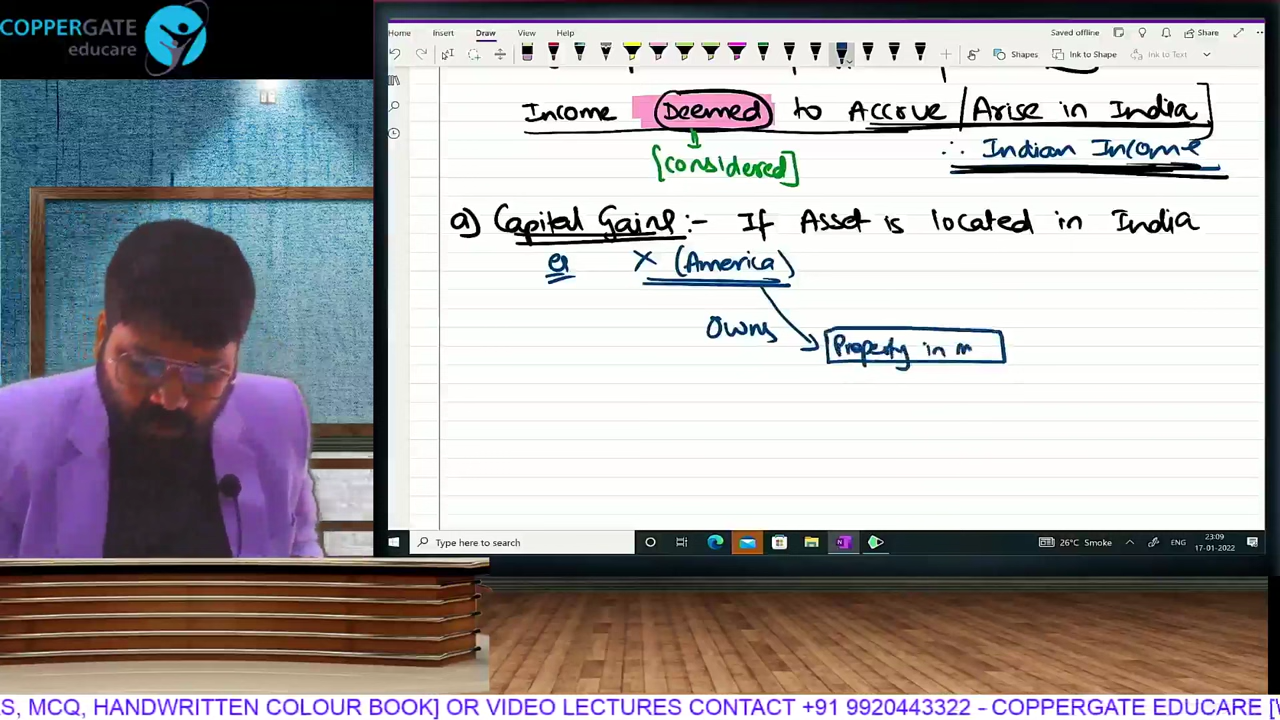 COPPERGATE
educare
Home Insert Draw View Help
Saved offline
Share
Shapes
Ink to Shape
Ink to Text
Income Deemed to Accrue / Arise in India
[considered]
∴ Indian Income
a) Capital Gains :- If Asset is located in India
X (America)
Owns
Property in m
Type here to search
26°C Smoke
ENG
23:09
17-01-2022
S, MCQ, HANDWRITTEN COLOUR BOOK] OR VIDEO LECTURES CONTACT +91 9920443322 - COPPERGATE EDUCARE [